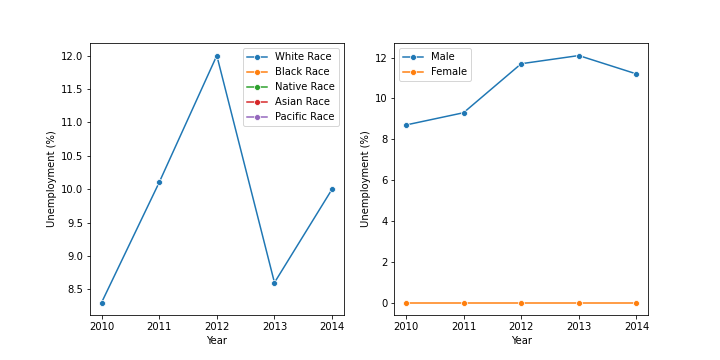 12.0
11.5
11.0
10.5
10.0
9.5
9.0
8.5
Unemployment (%)
2010 2011 2012 2013 2014
Year
White Race
Black Race
Native Race
Asian Race
Pacific Race
12
10
8
6
4
2
0
Unemployment (%)
2010 2011 2012 2013 2014
Year
Male
Female